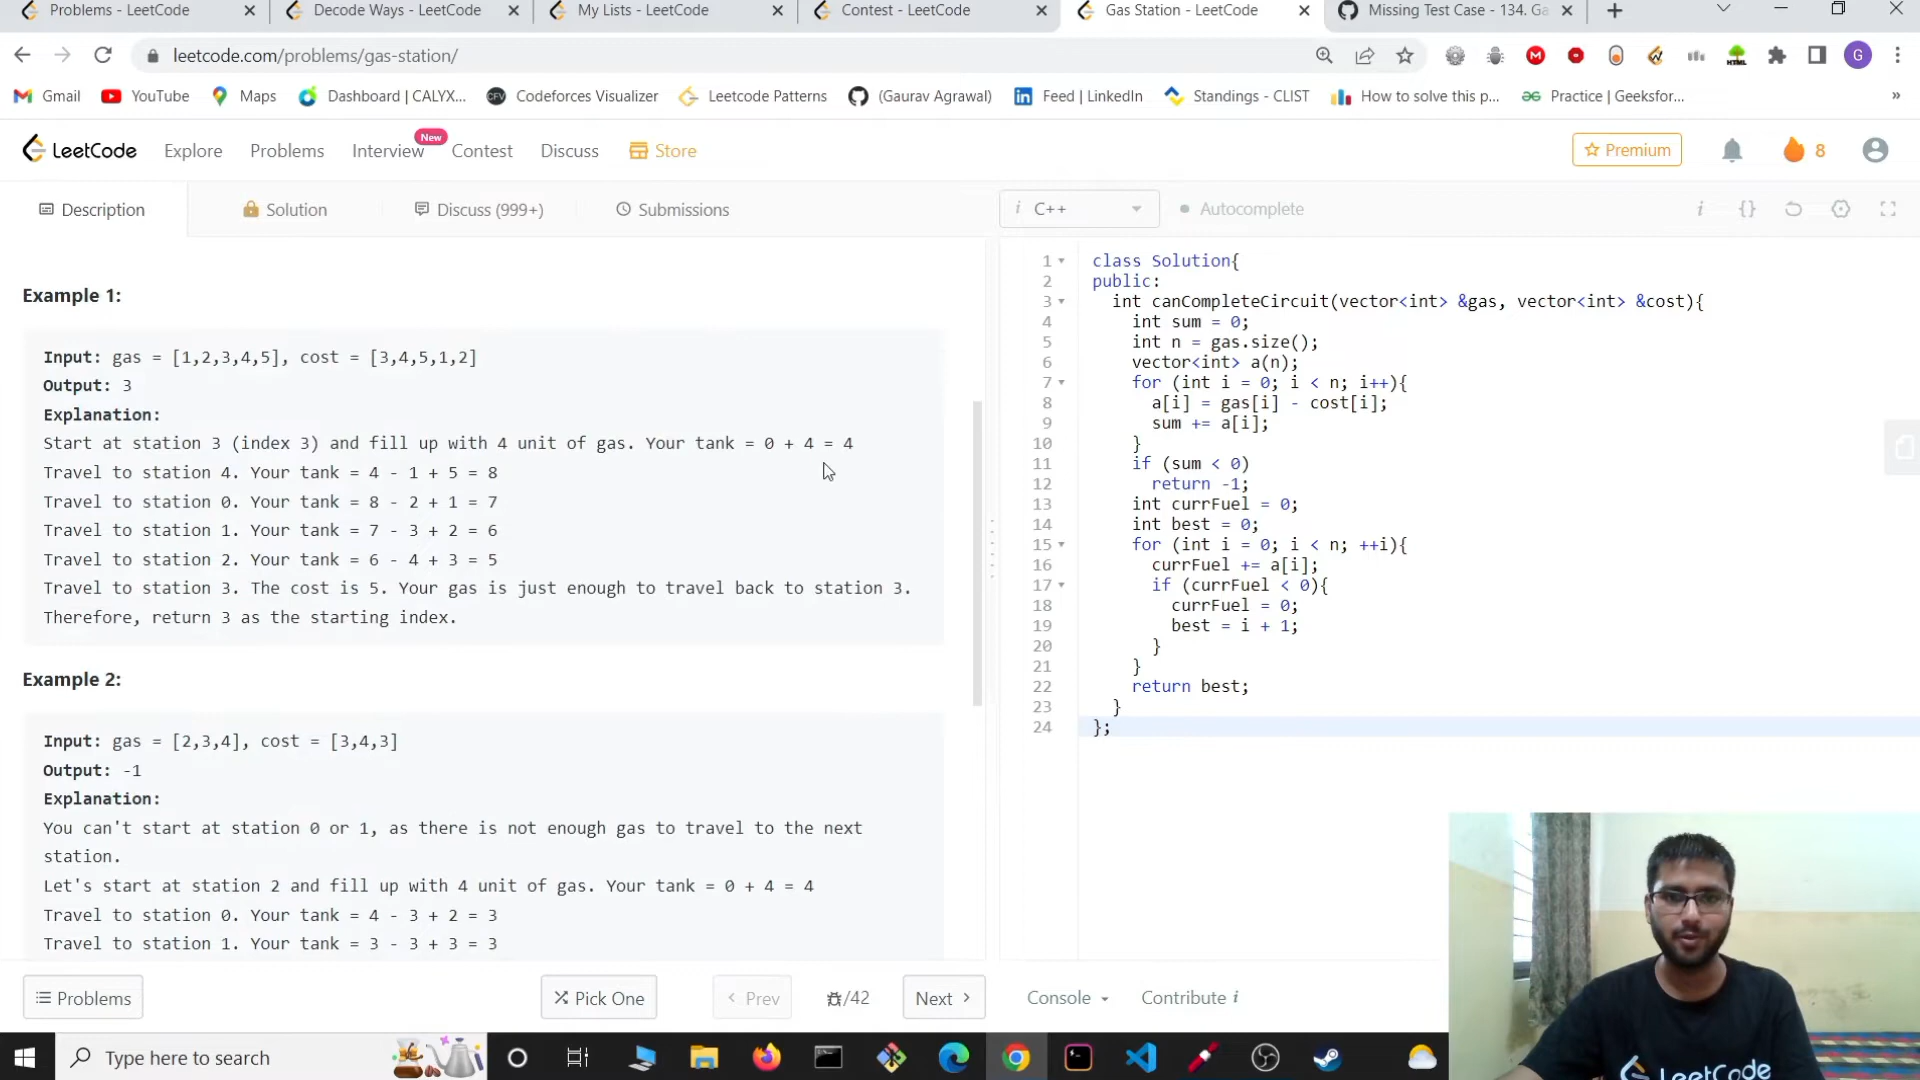 Problems - LeetCode
Decode Ways - LeetCode
My Lists - LeetCode
Contest - LeetCode
Gas Station - LeetCode
Missing Test Case - 134. Ga
leetcode.com/problems/gas-station/
G
Gmail
YouTube
Maps
Dashboard | CALYX...
Codeforces Visualizer
Leetcode Patterns
(Gaurav Agrawal)
Feed | LinkedIn
Standings - CLIST
How to solve this p...
Practice | Geeksfor...
»
LeetCode
Explore
Problems
Interview
New
Contest
Discuss
Store
Premium
8
Description
Solution
Discuss (999+)
Submissions
i C++
Autocomplete
i {}
Example 1:
Input: gas = [1,2,3,4,5], cost = [3,4,5,1,2]
Output: 3
Explanation:
Start at station 3 (index 3) and fill up with 4 unit of gas. Your tank = 0 + 4 = 4
Travel to station 4. Your tank = 4 - 1 + 5 = 8
Travel to station 0. Your tank = 8 - 2 + 1 = 7
Travel to station 1. Your tank = 7 - 3 + 2 = 6
Travel to station 2. Your tank = 6 - 4 + 3 = 5
Travel to station 3. The cost is 5. Your gas is just enough to travel back to station 3.
Therefore, return 3 as the starting index.
Example 2:
Input: gas = [2,3,4], cost = [3,4,3]
Output: -1
Explanation:
You can't start at station 0 or 1, as there is not enough gas to travel to the next
station.
Let's start at station 2 and fill up with 4 unit of gas. Your tank = 0 + 4 = 4
Travel to station 0. Your tank = 4 - 3 + 2 = 3
Travel to station 1. Your tank = 3 - 3 + 3 = 3
1 class Solution{
2 public:
3 int canCompleteCircuit(vector<int> &gas, vector<int> &cost){
4 int sum = 0;
5 int n = gas.size();
6 vector<int> a(n);
7 for (int i = 0; i < n; i++){
8 a[i] = gas[i] - cost[i];
9 sum += a[i];
10 }
11 if (sum < 0)
12 return -1;
13 int currFuel = 0;
14 int best = 0;
15 for (int i = 0; i < n; ++i){
16 currFuel += a[i];
17 if (currFuel < 0){
18 currFuel = 0;
19 best = i + 1;
20 }
21 }
22 return best;
23 }
24 };
Problems
Pick One
Prev
/42
Next
Console
Contribute i
LeetCode
Type here to search